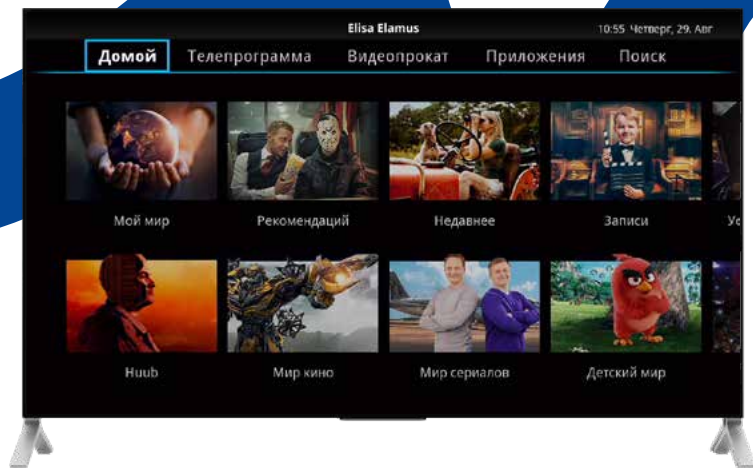 Elisa Elamus
10:55 Четверг, 29. Авг
Домой Телепрограмма Видеопрокат Приложения Поиск
Мой мир Рекомендаций Недавнее Записи
Huub Мир кино Мир сериалов Детский мир